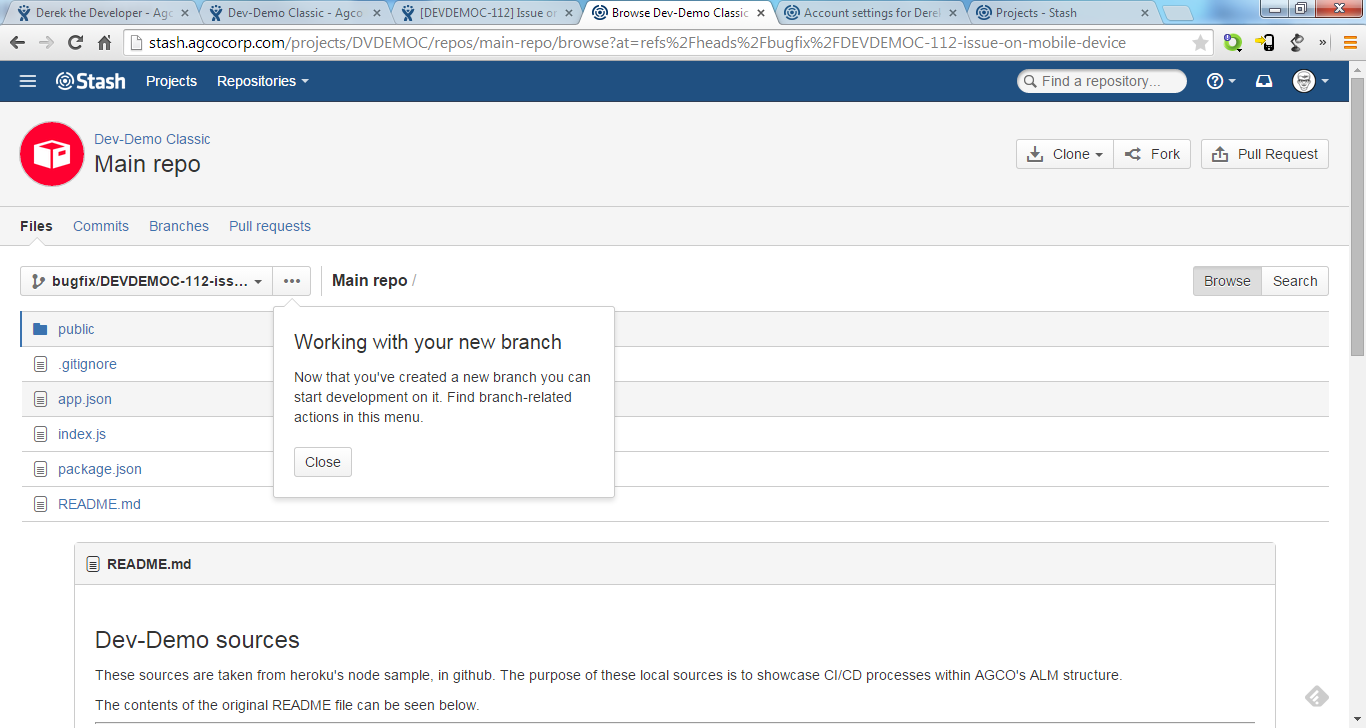 Derek the Developer - Agc
Dev-Demo Classic - Agco
[DEVDEMOC-112] Issue on
Browse Dev-Demo Classic
Account settings for Derek
Projects - Stash
stash.agcocorp.com/projects/DVDEMOC/repos/main-repo/browse?at=refs%2Fheads%2Fbugfix%2FDEVDEMOC-112-issue-on-mobile-device
»
Stash Projects Repositories Find a repository... ?
Dev-Demo Classic
Main repo
Clone Fork Pull Request
Files Commits Branches Pull requests
bugfix/DEVDEMOC-112-iss... Main repo / Browse Search
public
.gitignore
app.json
index.js
package.json
README.md
Working with your new branch
Now that you've created a new branch you can
start development on it. Find branch-related
actions in this menu.
Close
README.md
Dev-Demo sources
These sources are taken from heroku's node sample, in github. The purpose of these local sources is to showcase CI/CD processes within AGCO's ALM structure.
The contents of the original README file can be seen below.